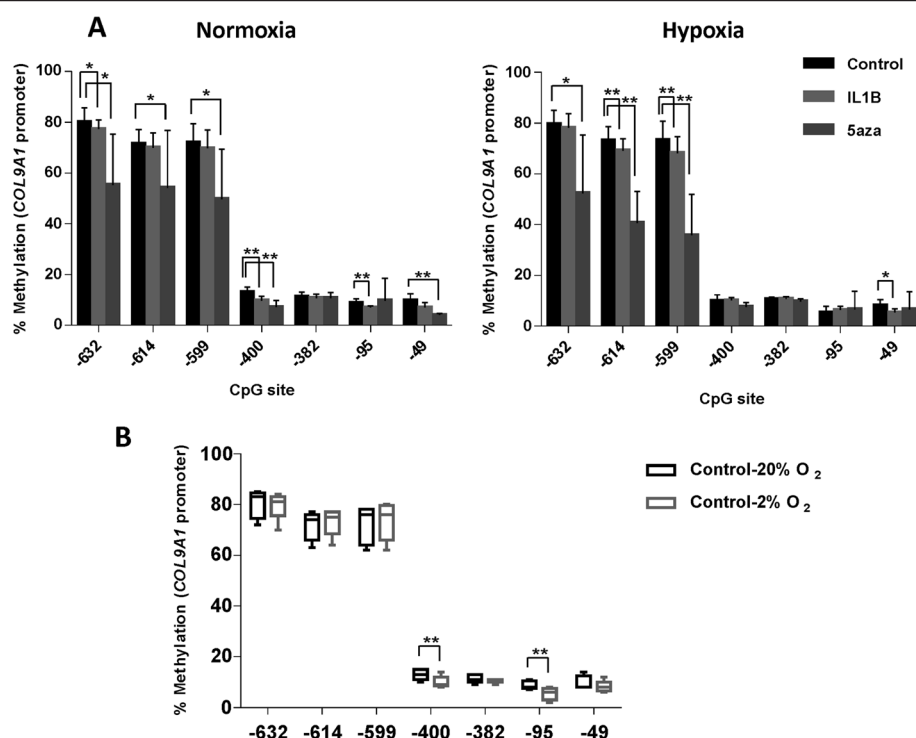 A
Normoxia
Hypoxia
% Methylation (COL9A1 promoter)
100
80
60
40
20
0
* *
*
*
** **
**
**
-632 -614 -599 -400 -382 -95 -49
CpG site
% Methylation (COL9A1 promoter)
100
80
60
40
20
0
*
** **
** **
*
-632 -614 -599 -400 -382 -95 -49
CpG site
Control
IL1B
5aza
B
% Methylation (COL9A1 promoter)
100
80
60
40
20
0
**
**
-632 -614 -599 -400 -382 -95 -49
Control-20% O 2
Control-2% O 2